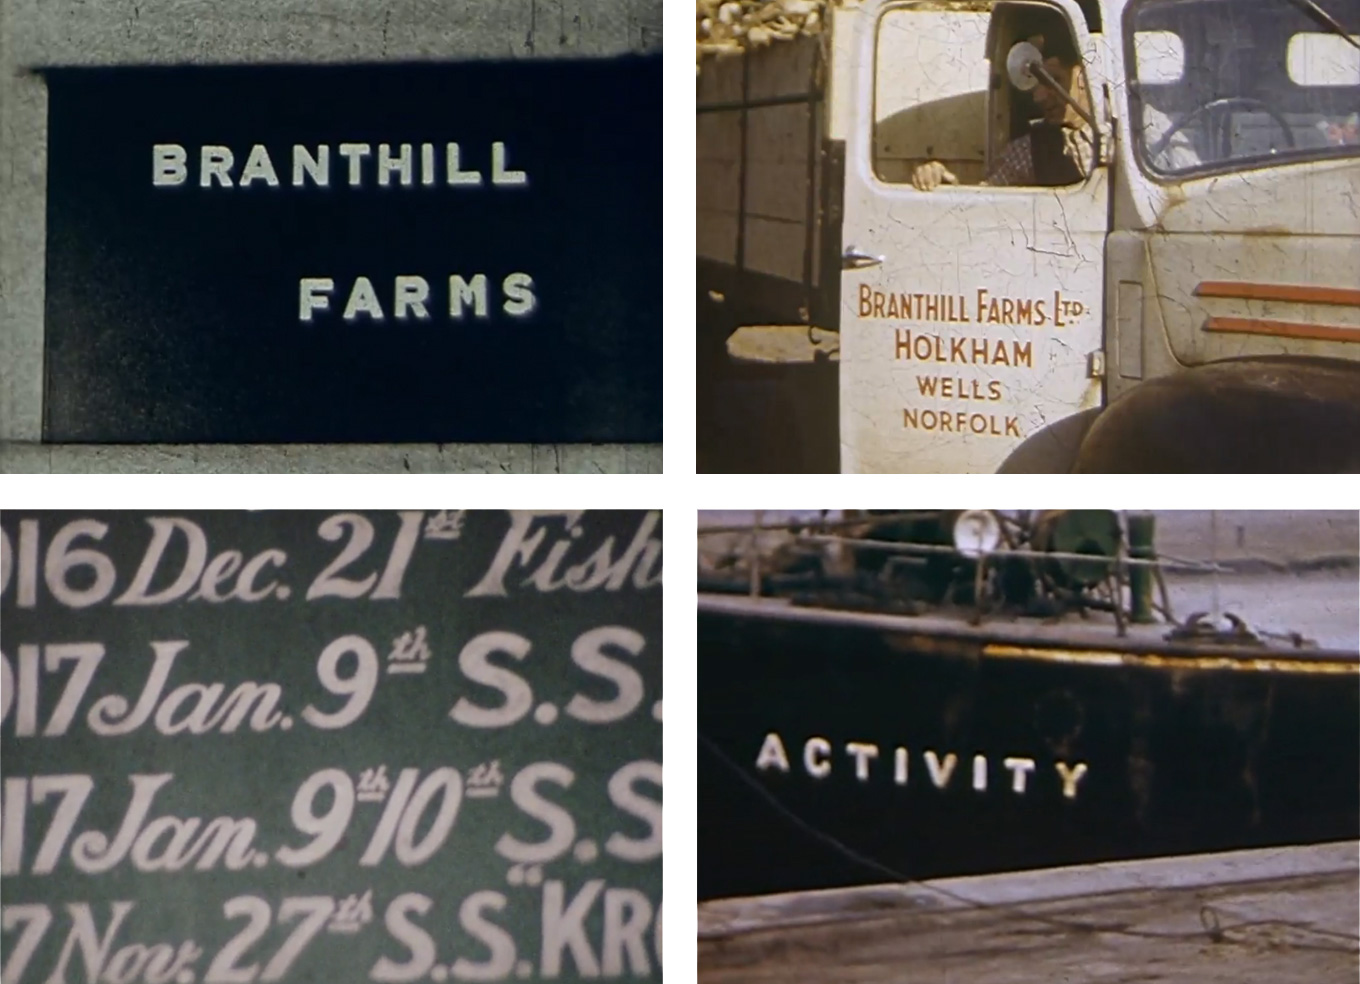 BRANTHILL
FARMS
BRANTHILL FARMS LTD.
HOLKHAM
WELLS
NORFOLK
16 Dec. 21st Fish
17 Jan. 9th S.S.
17 Jan. 9th 10th S.S
7 Nov. 27th S.S. "KR
ACTIVITY